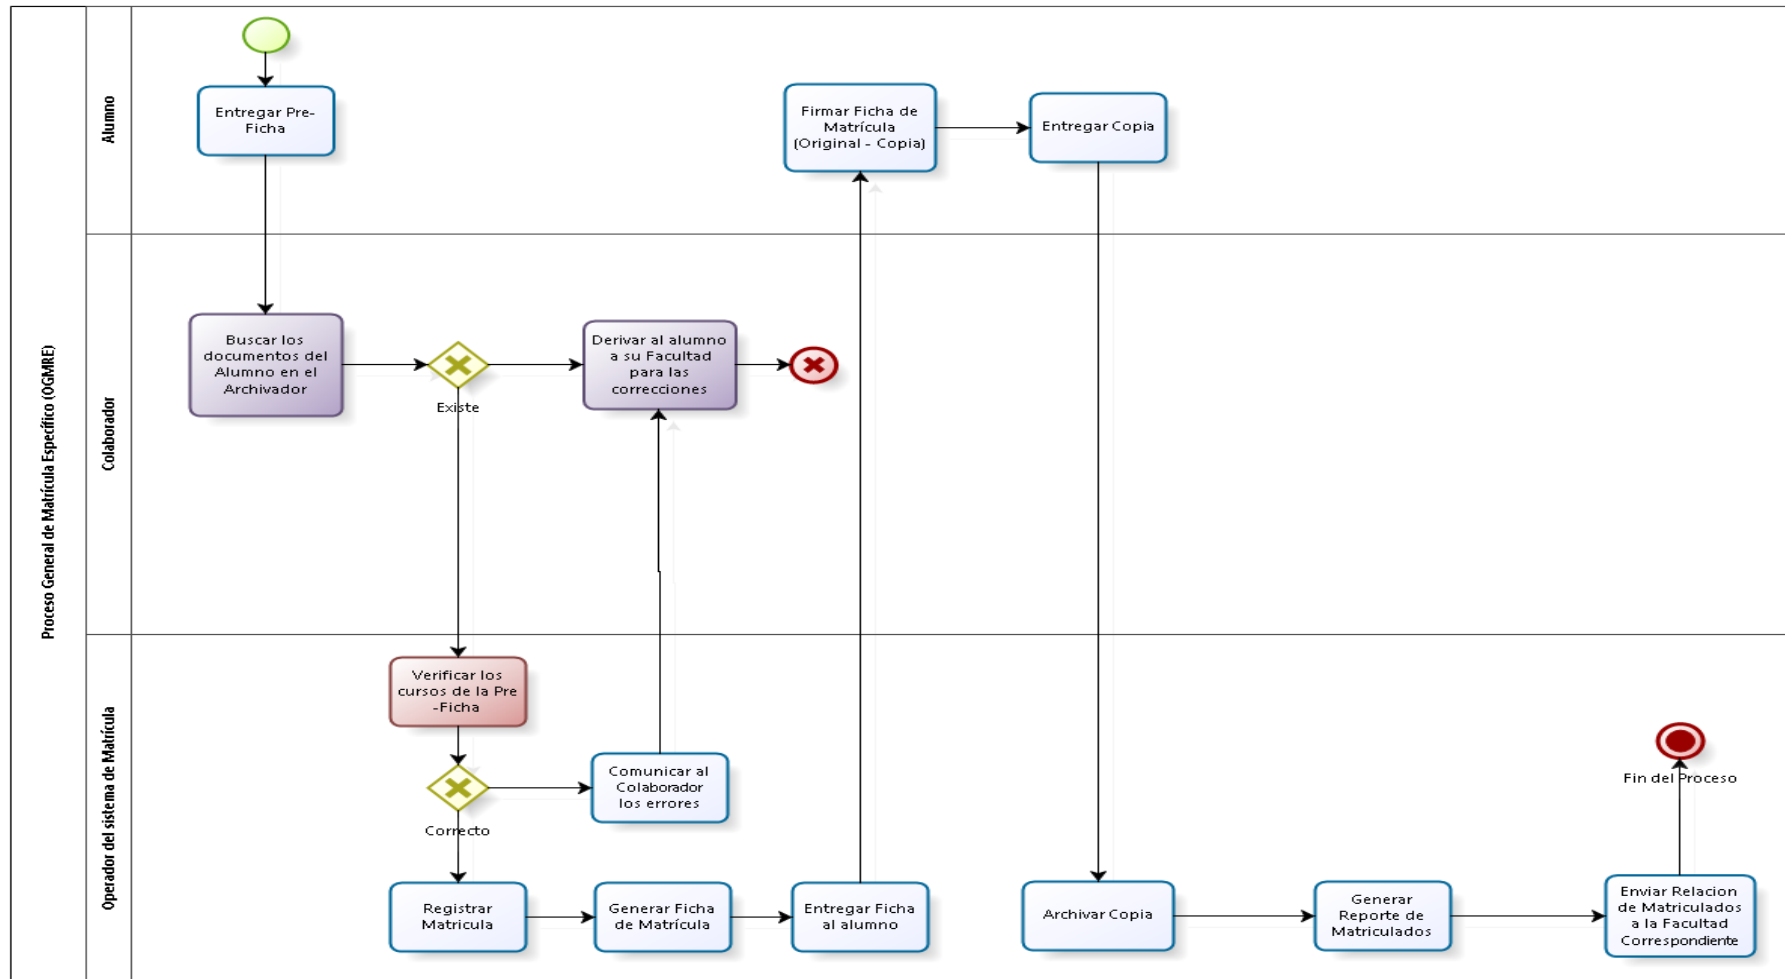 Proceso General de Matrícula Específico (OGMRE)
Alumno
Entregar Pre-
Ficha
Firmar Ficha de
Matrícula
(Original - Copia)
Entregar Copia
Colaborador
Buscar los
documentos del
Alumno en el
Archivador
Existe
Derivar al alumno
a su Facultad
para las
correcciones
Operador del sistema de Matrícula
Verificar los
cursos de la Pre
-Ficha
Correcto
Comunicar al
Colaborador
los errores
Registrar
Matricula
Generar Ficha
de Matrícula
Entregar Ficha
al alumno
Archivar Copia
Generar
Reporte de
Matriculados
Enviar Relacion
de Matriculados
a la Facultad
Correspondiente
Fin del Proceso